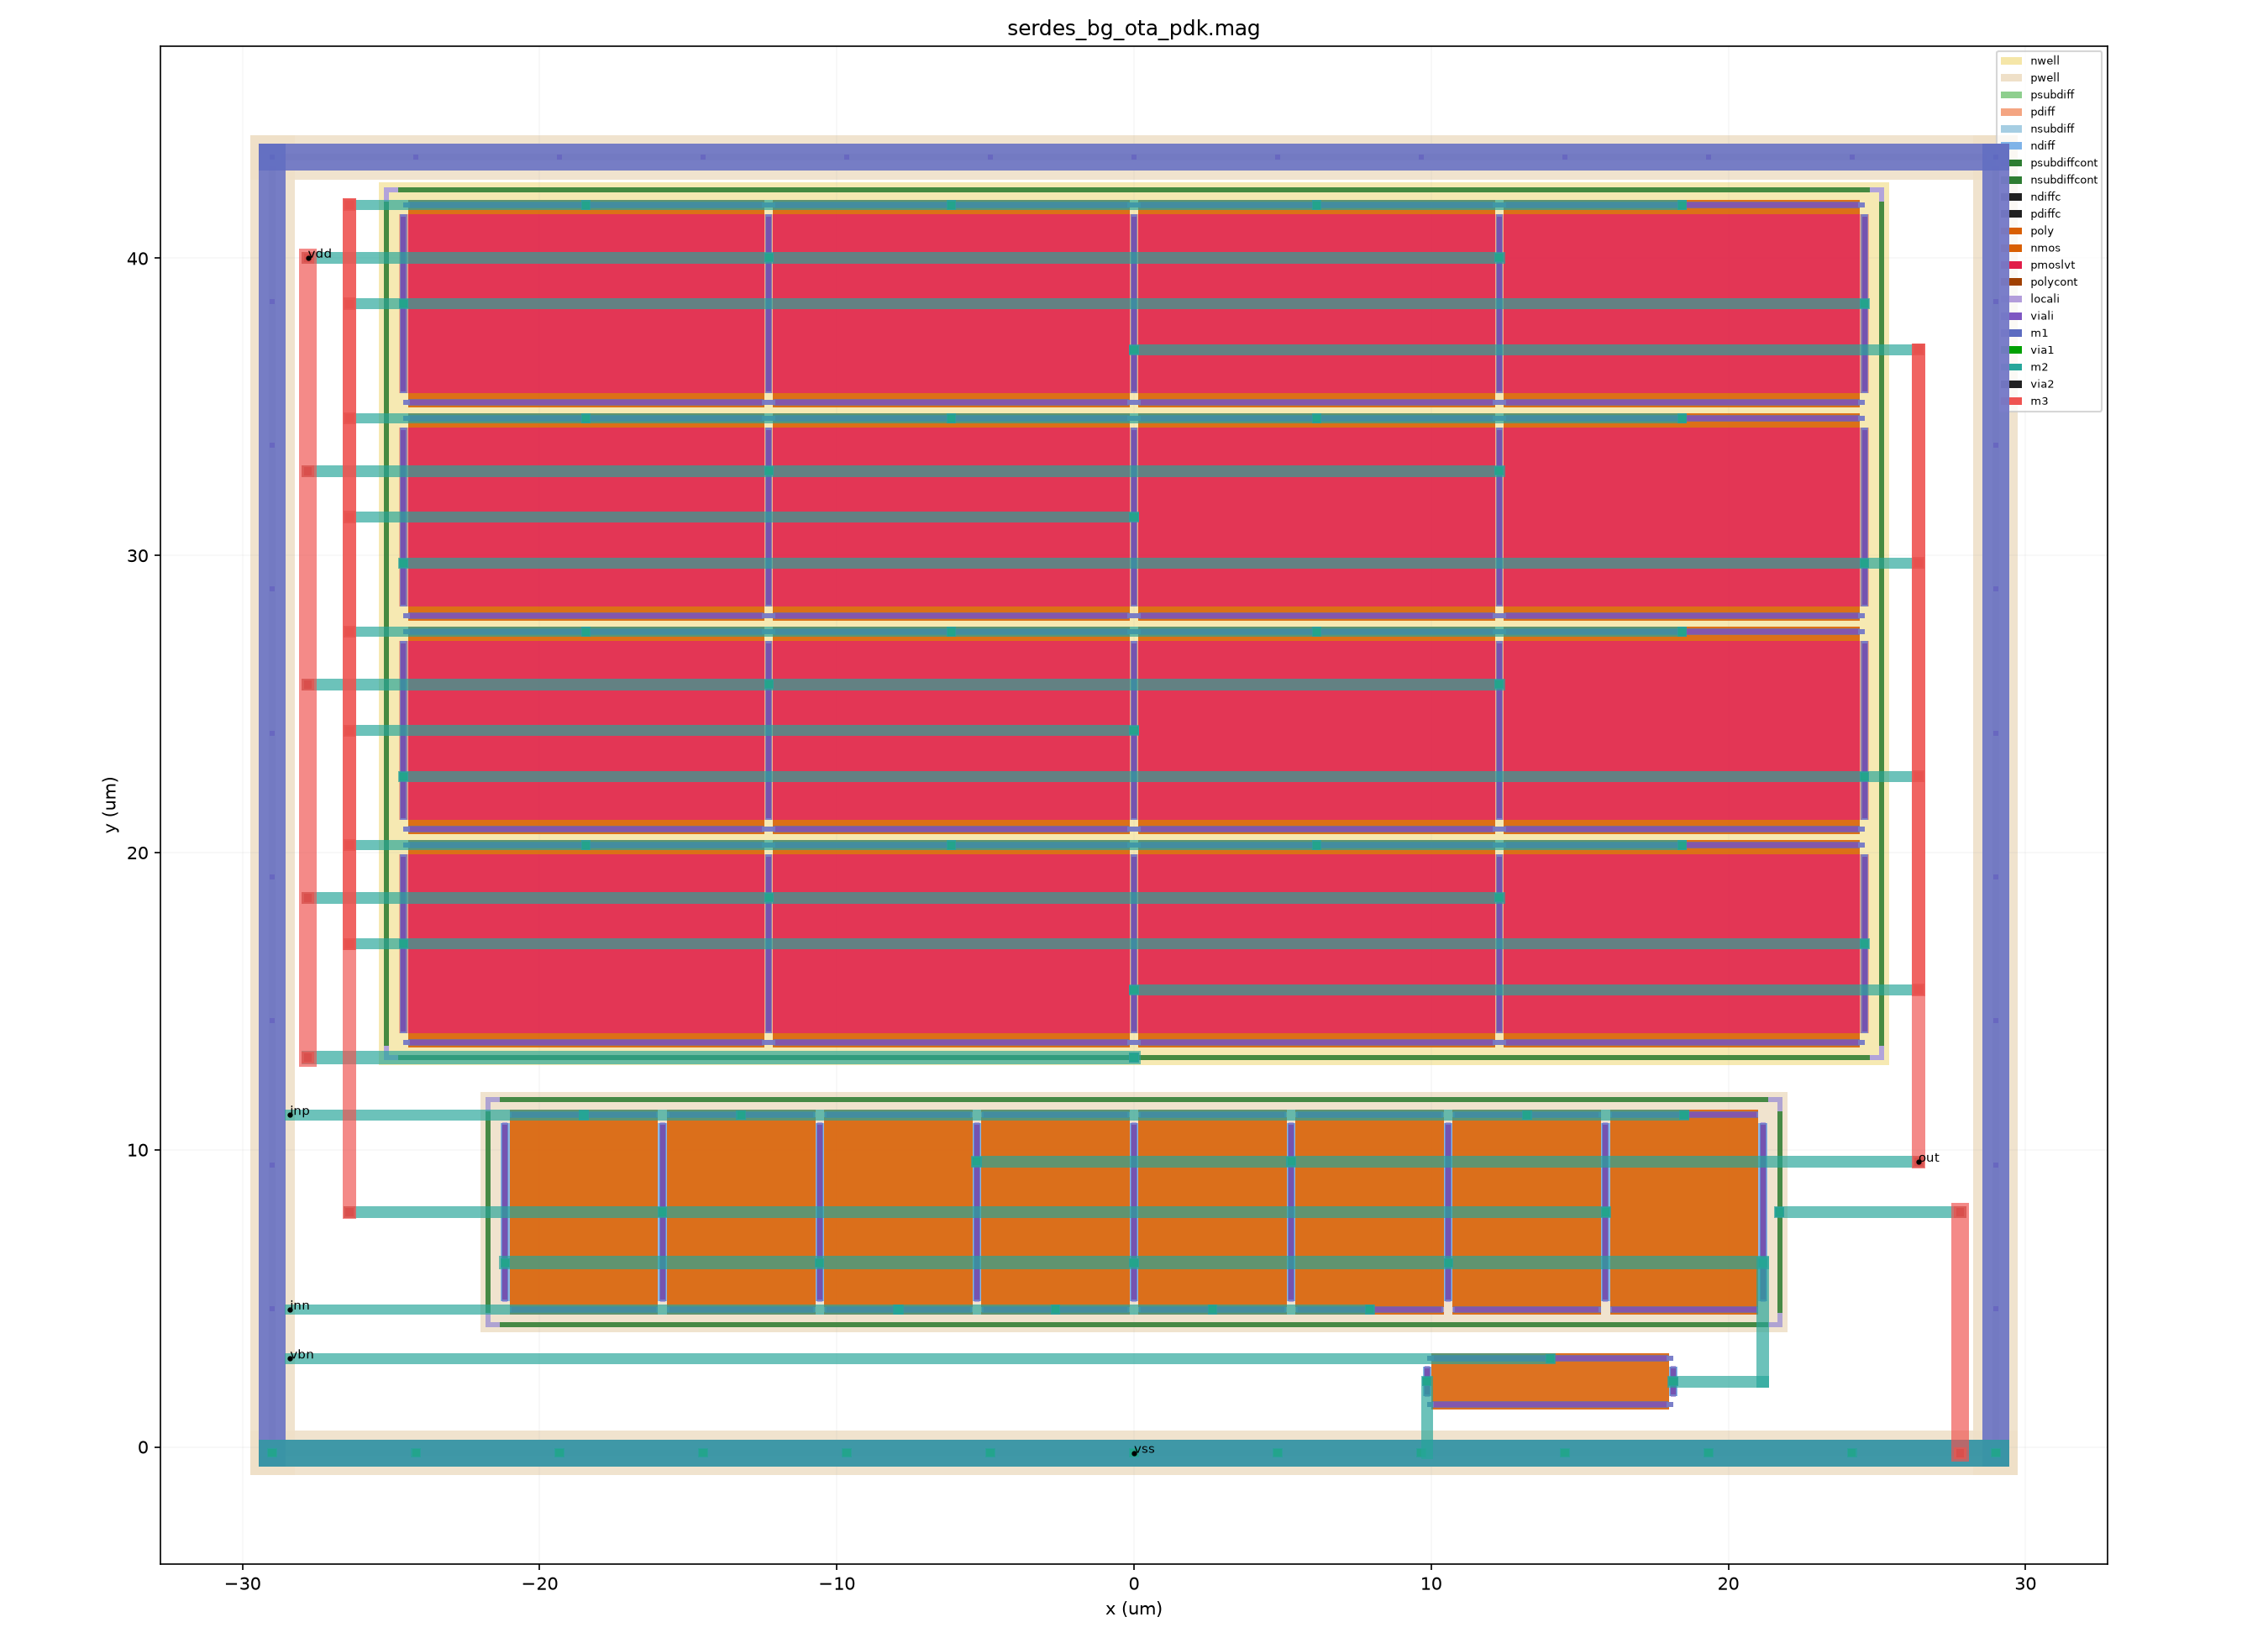 serdes_bg_ota_pdk.mag
nwell
pwell
psubdiff
pdiff
nsubdiff
ndiff
psubdiffcont
nsubdiffcont
ndiffc
pdiffc
poly
nmos
pmoslvt
polycont
locali
viali
m1
via1
m2
via2
m3
vdd
inp
out
inn
vbn
vss
40
30
20
10
0
y (um)
−30
−20
−10
0
10
20
30
x (um)